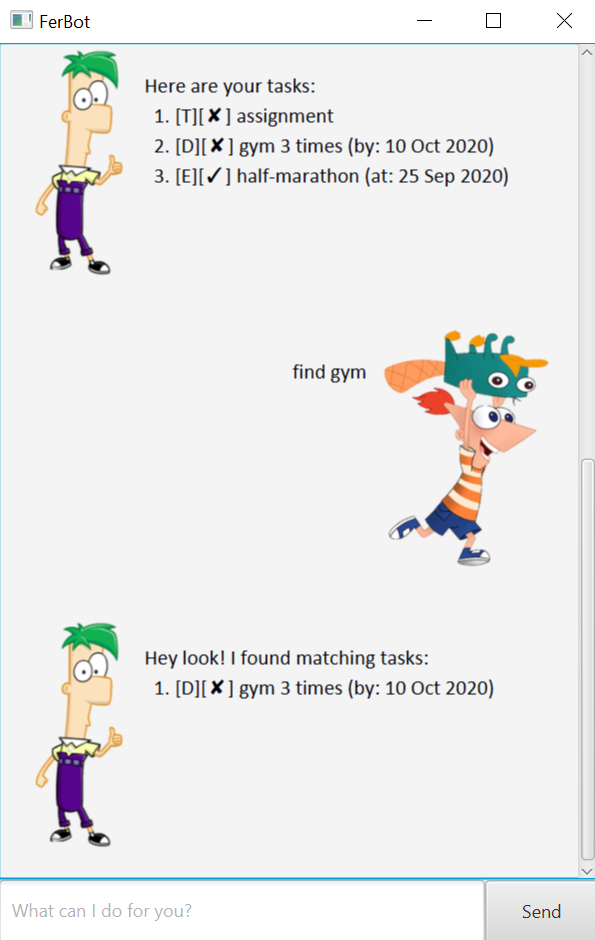 FerBot
Here are your tasks:
1. [T][✘] assignment
2. [D][✘] gym 3 times (by: 10 Oct 2020)
3. [E][✓] half-marathon (at: 25 Sep 2020)
find gym
Hey look! I found matching tasks:
1. [D][✘] gym 3 times (by: 10 Oct 2020)
What can I do for you?
Send